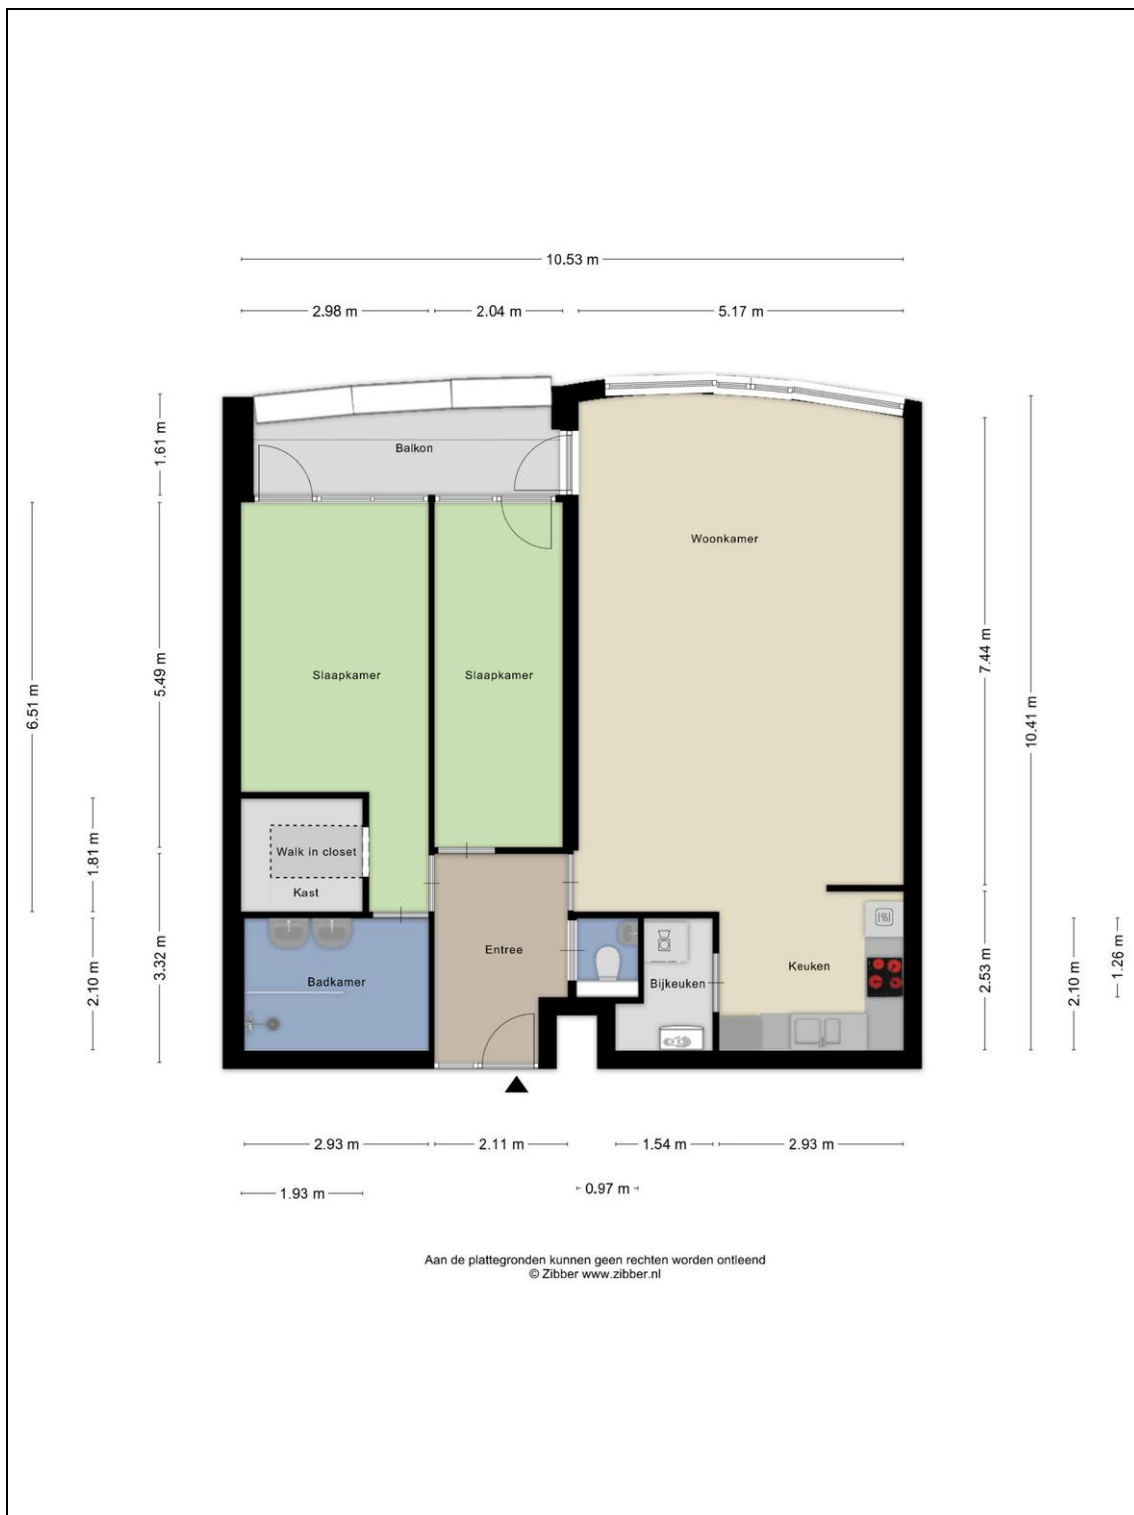 10.53 m
2.98 m
2.04 m
5.17 m
1.61 m
Balkon
Woonkamer
5.49 m
6.51 m
7.44 m
10.41 m
Slaapkamer
Slaapkamer
1.81 m
Walk in closet
Kast
3.32 m
2.10 m
Entree
Badkamer
Bijkeuken
Keuken
2.53 m
2.10 m
1.26 m
2.93 m
2.11 m
1.54 m
2.93 m
1.93 m
0.97 m
Aan de plattegronden kunnen geen rechten worden ontleend
© Zibber www.zibber.nl